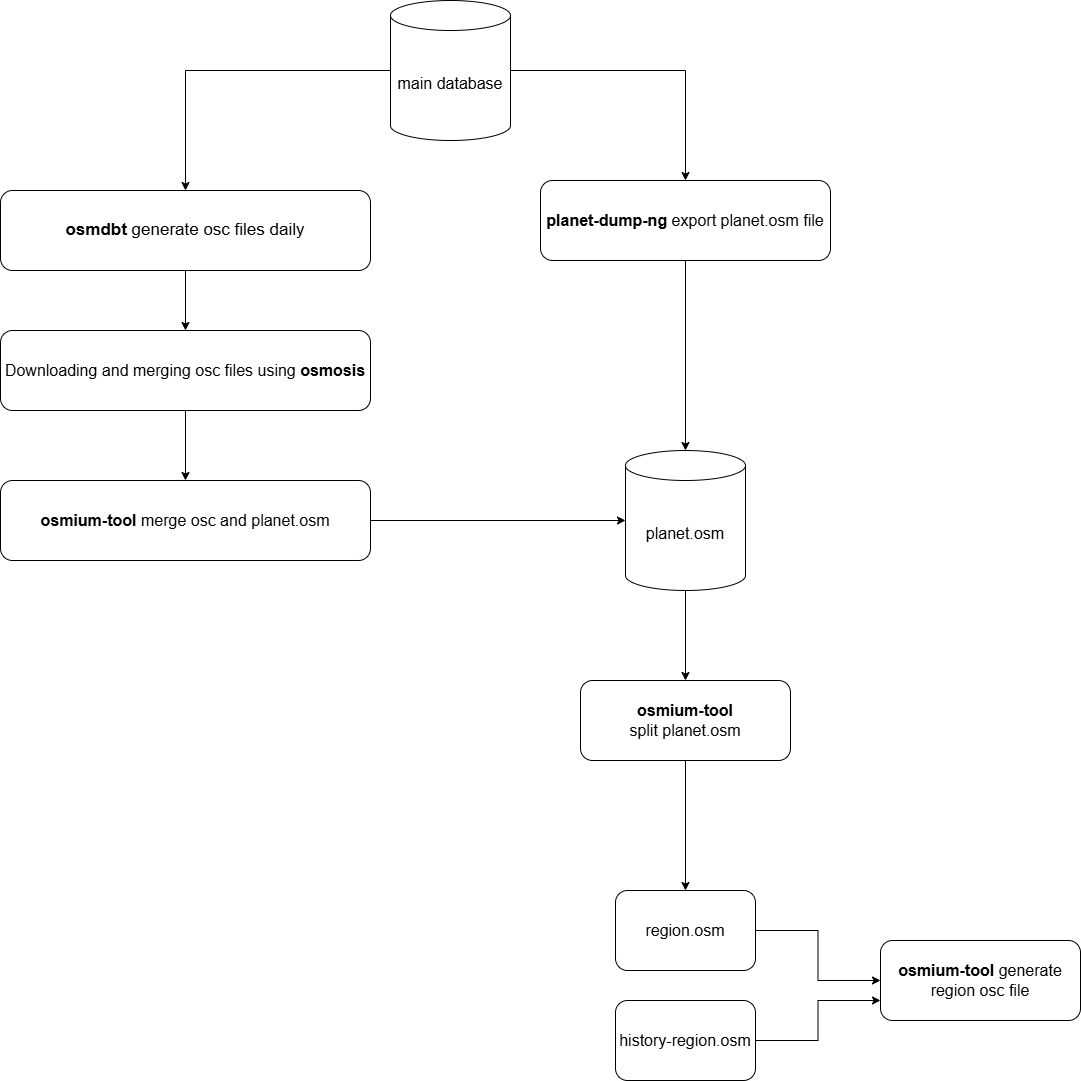 main database
osmdbt generate osc files daily
planet-dump-ng export planet.osm file
Downloading and merging osc files using osmosis
osmium-tool merge osc and planet.osm
planet.osm
osmium-tool
split planet.osm
region.osm
osmium-tool generate
region osc file
history-region.osm